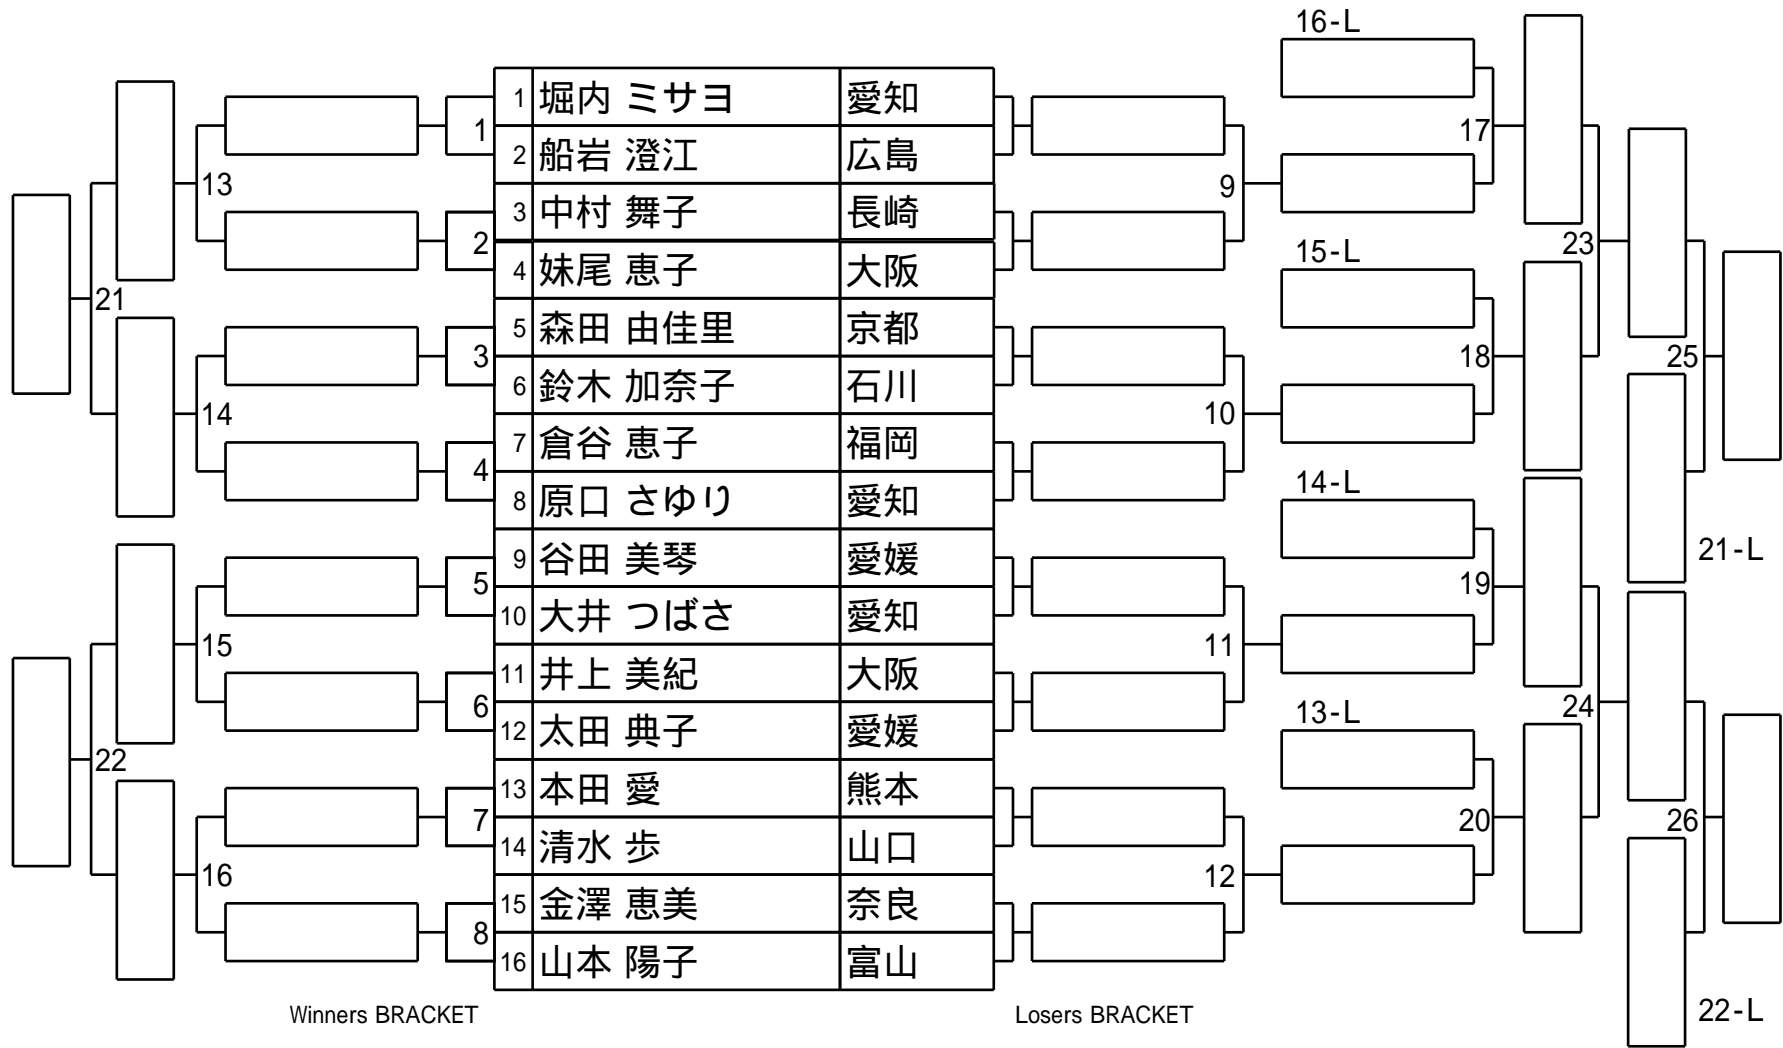 16-L
1 堀内 ミサヨ 愛知
2 船岩 澄江 広島
3 中村 舞子 長崎
4 妹尾 恵子 大阪
5 森田 由佳里 京都
6 鈴木 加奈子 石川
7 倉谷 恵子 福岡
8 原口 さゆり 愛知
9 谷田 美琴 愛媛
10 大井 つばさ 愛知
11 井上 美紀 大阪
12 太田 典子 愛媛
13 本田 愛 熊本
14 清水 歩 山口
15 金澤 恵美 奈良
16 山本 陽子 富山
1
2
3
4
5
6
7
8
13
14
15
16
21
22
9
10
11
12
15-L
14-L
13-L
17
18
19
20
23
24
25
26
21-L
22-L
Winners BRACKET
Losers BRACKET